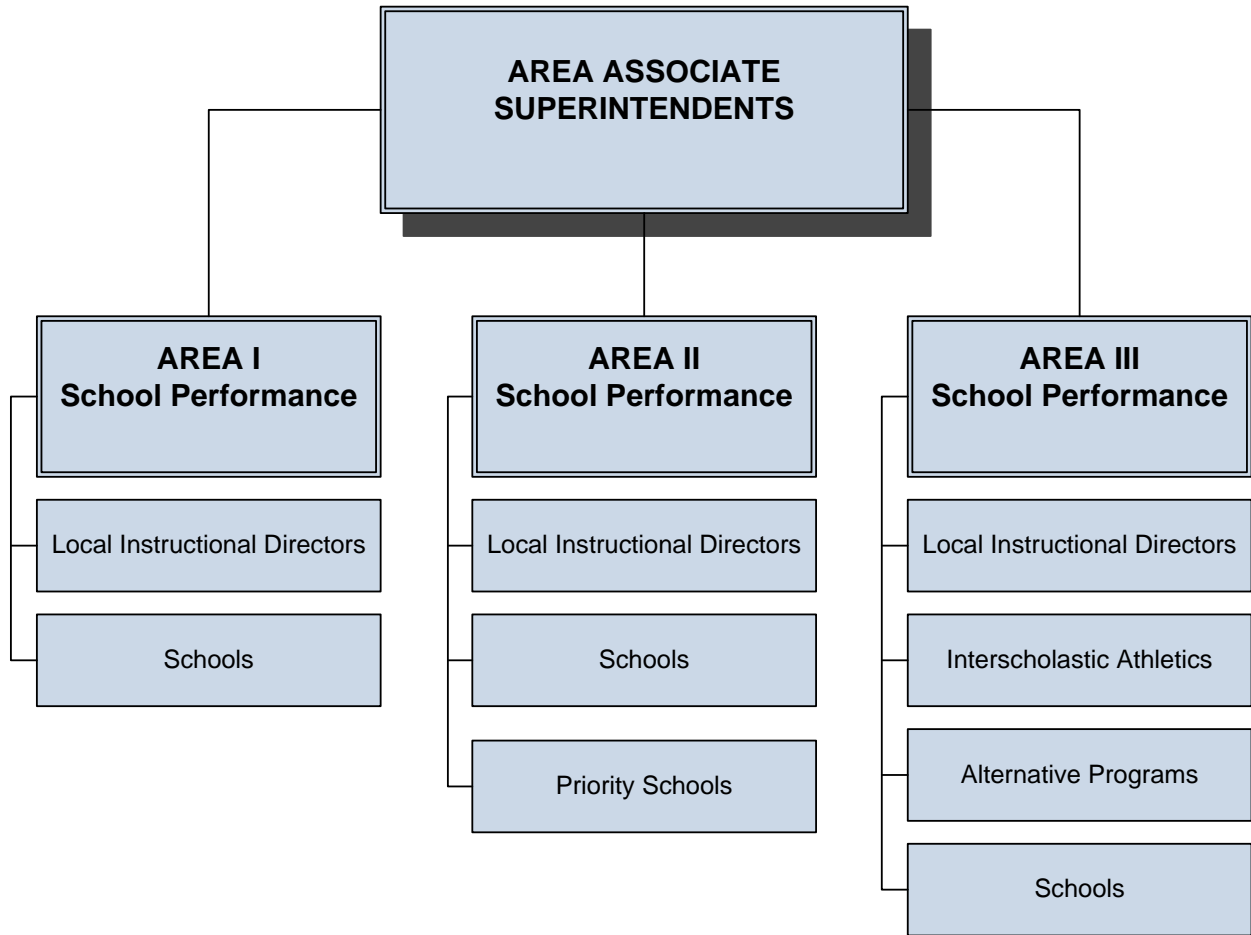 AREA ASSOCIATE
SUPERINTENDENTS
AREA I
School Performance
Local Instructional Directors
Schools
AREA II
School Performance
Local Instructional Directors
Schools
Priority Schools
AREA III
School Performance
Local Instructional Directors
Interscholastic Athletics
Alternative Programs
Schools